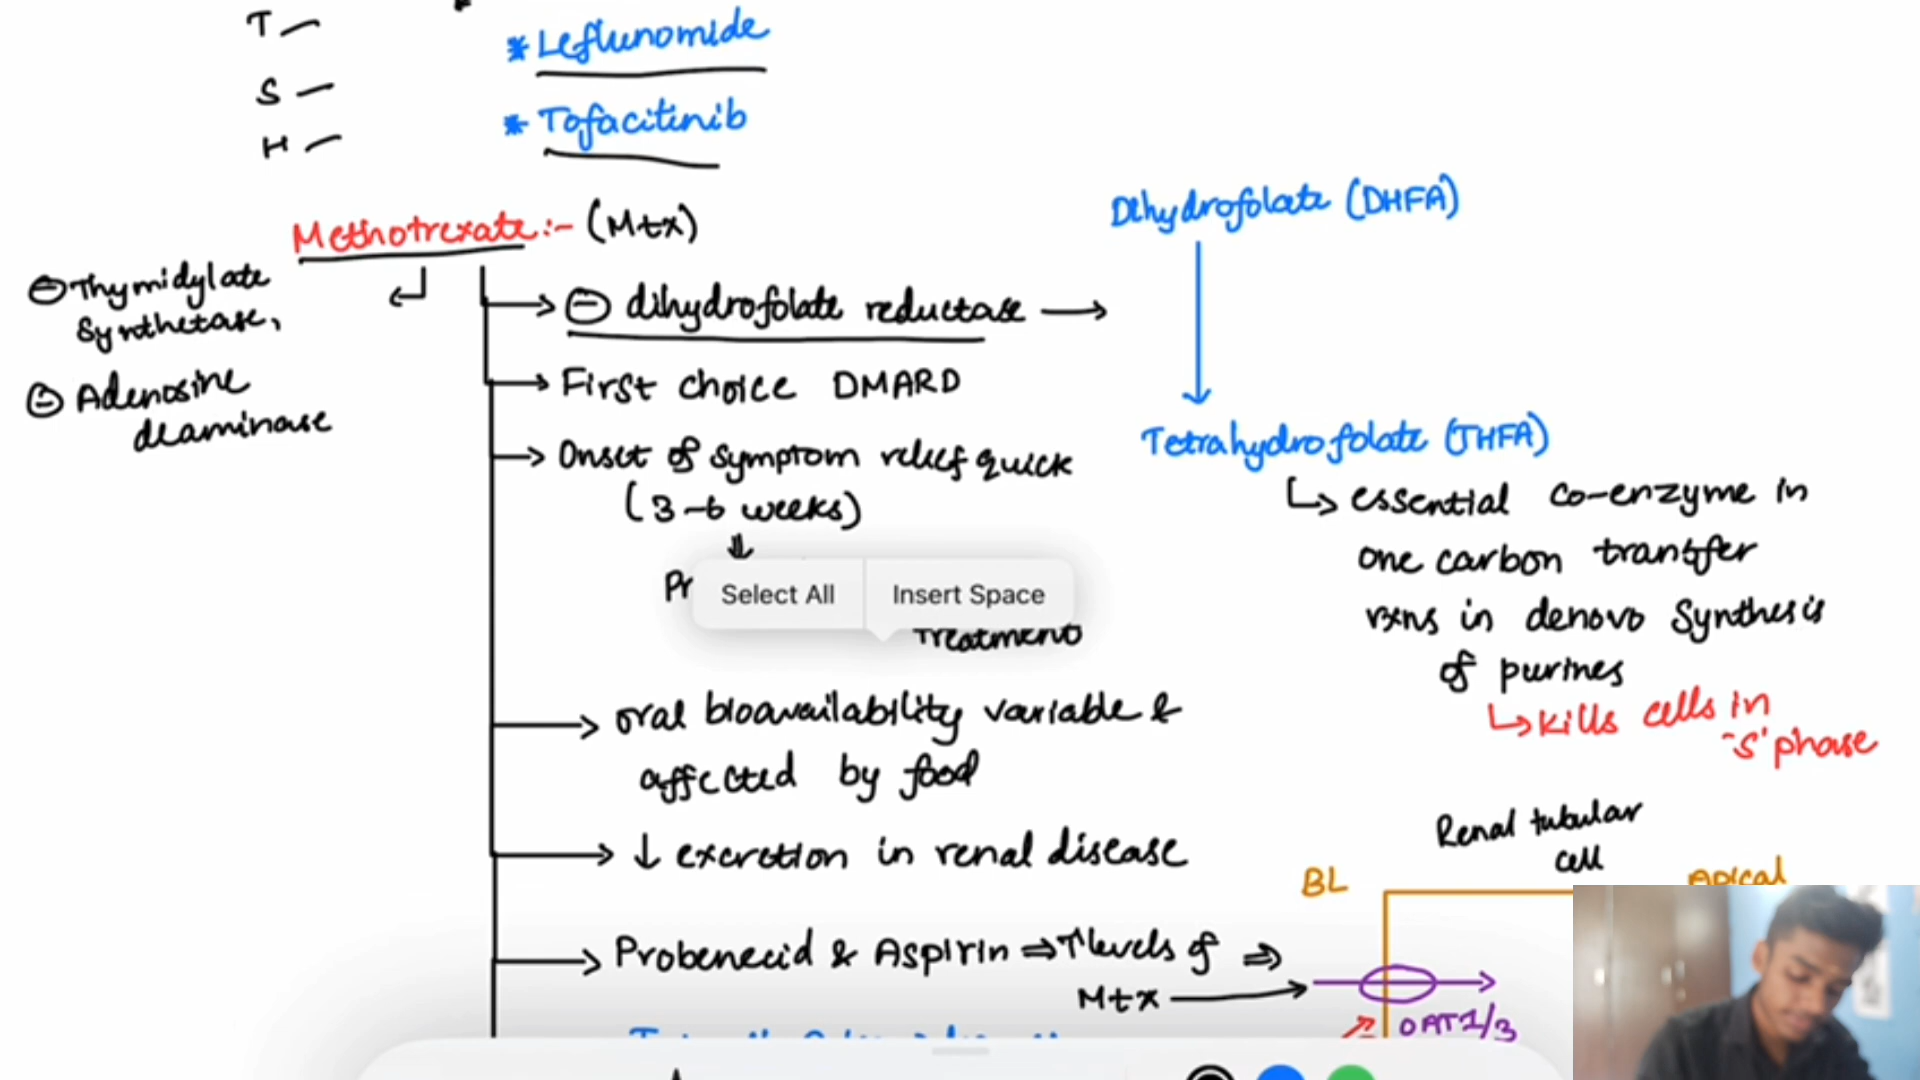 T —
S —
H —
* Leflunomide
* Tofacitinib
Methotrexate :- (Mtx)
⊖ Thymidylate
Synthetase,
⊖ Adenosine
deaminase
→ ⊖ dihydrofolate reductase →
→ First choice DMARD
→ Onset of symptom relief quick
(3-6 weeks)
⇓
Pr
Select All
Insert Space
Treatment
→ oral bioavailability variable &
affected by food
→ ↓ excretion in renal disease
→ Probenecid & Aspirin ⇒ ↑ levels of ⇒
Mtx →
Dihydrofolate (DHFA)
↓
Tetrahydrofolate (THFA)
↳ essential co-enzyme in
one carbon transfer
rxns in denovo synthesis
of purines
↳ kills cells in
'S' phase
Renal tubular
cell
BL
Apical
OAT1/3